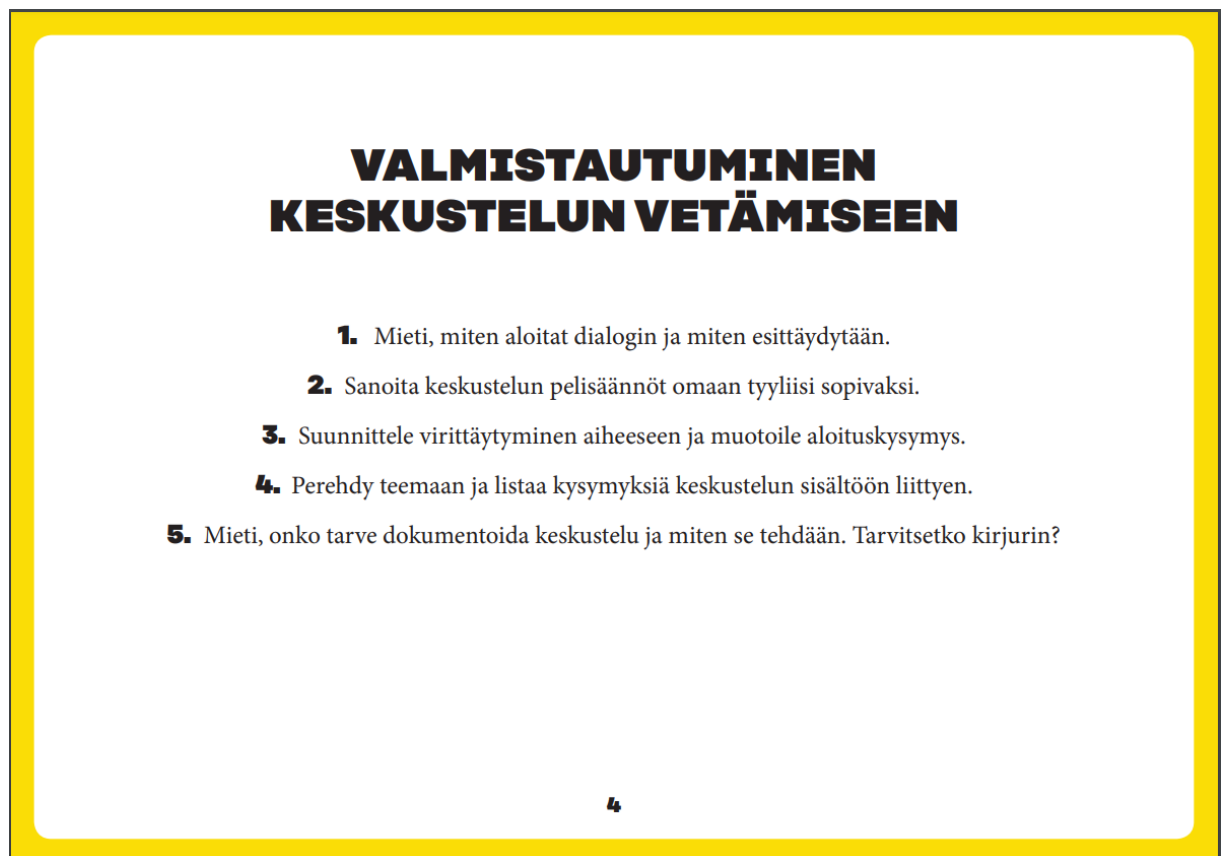 VALMISTAUTUMINEN
KESKUSTELUN VETÄMISEEN
1. Mieti, miten aloitat dialogin ja miten esittäydytään.
2. Sanoita keskustelun pelisäännöt omaan tyyliisi sopivaksi.
3. Suunnittele virittäytyminen aiheeseen ja muotoile aloituskysymys.
4. Perehdy teemaan ja listaa kysymyksiä keskustelun sisältöön liittyen.
5. Mieti, onko tarve dokumentoida keskustelu ja miten se tehdään. Tarvitsetko kirjurin?
4